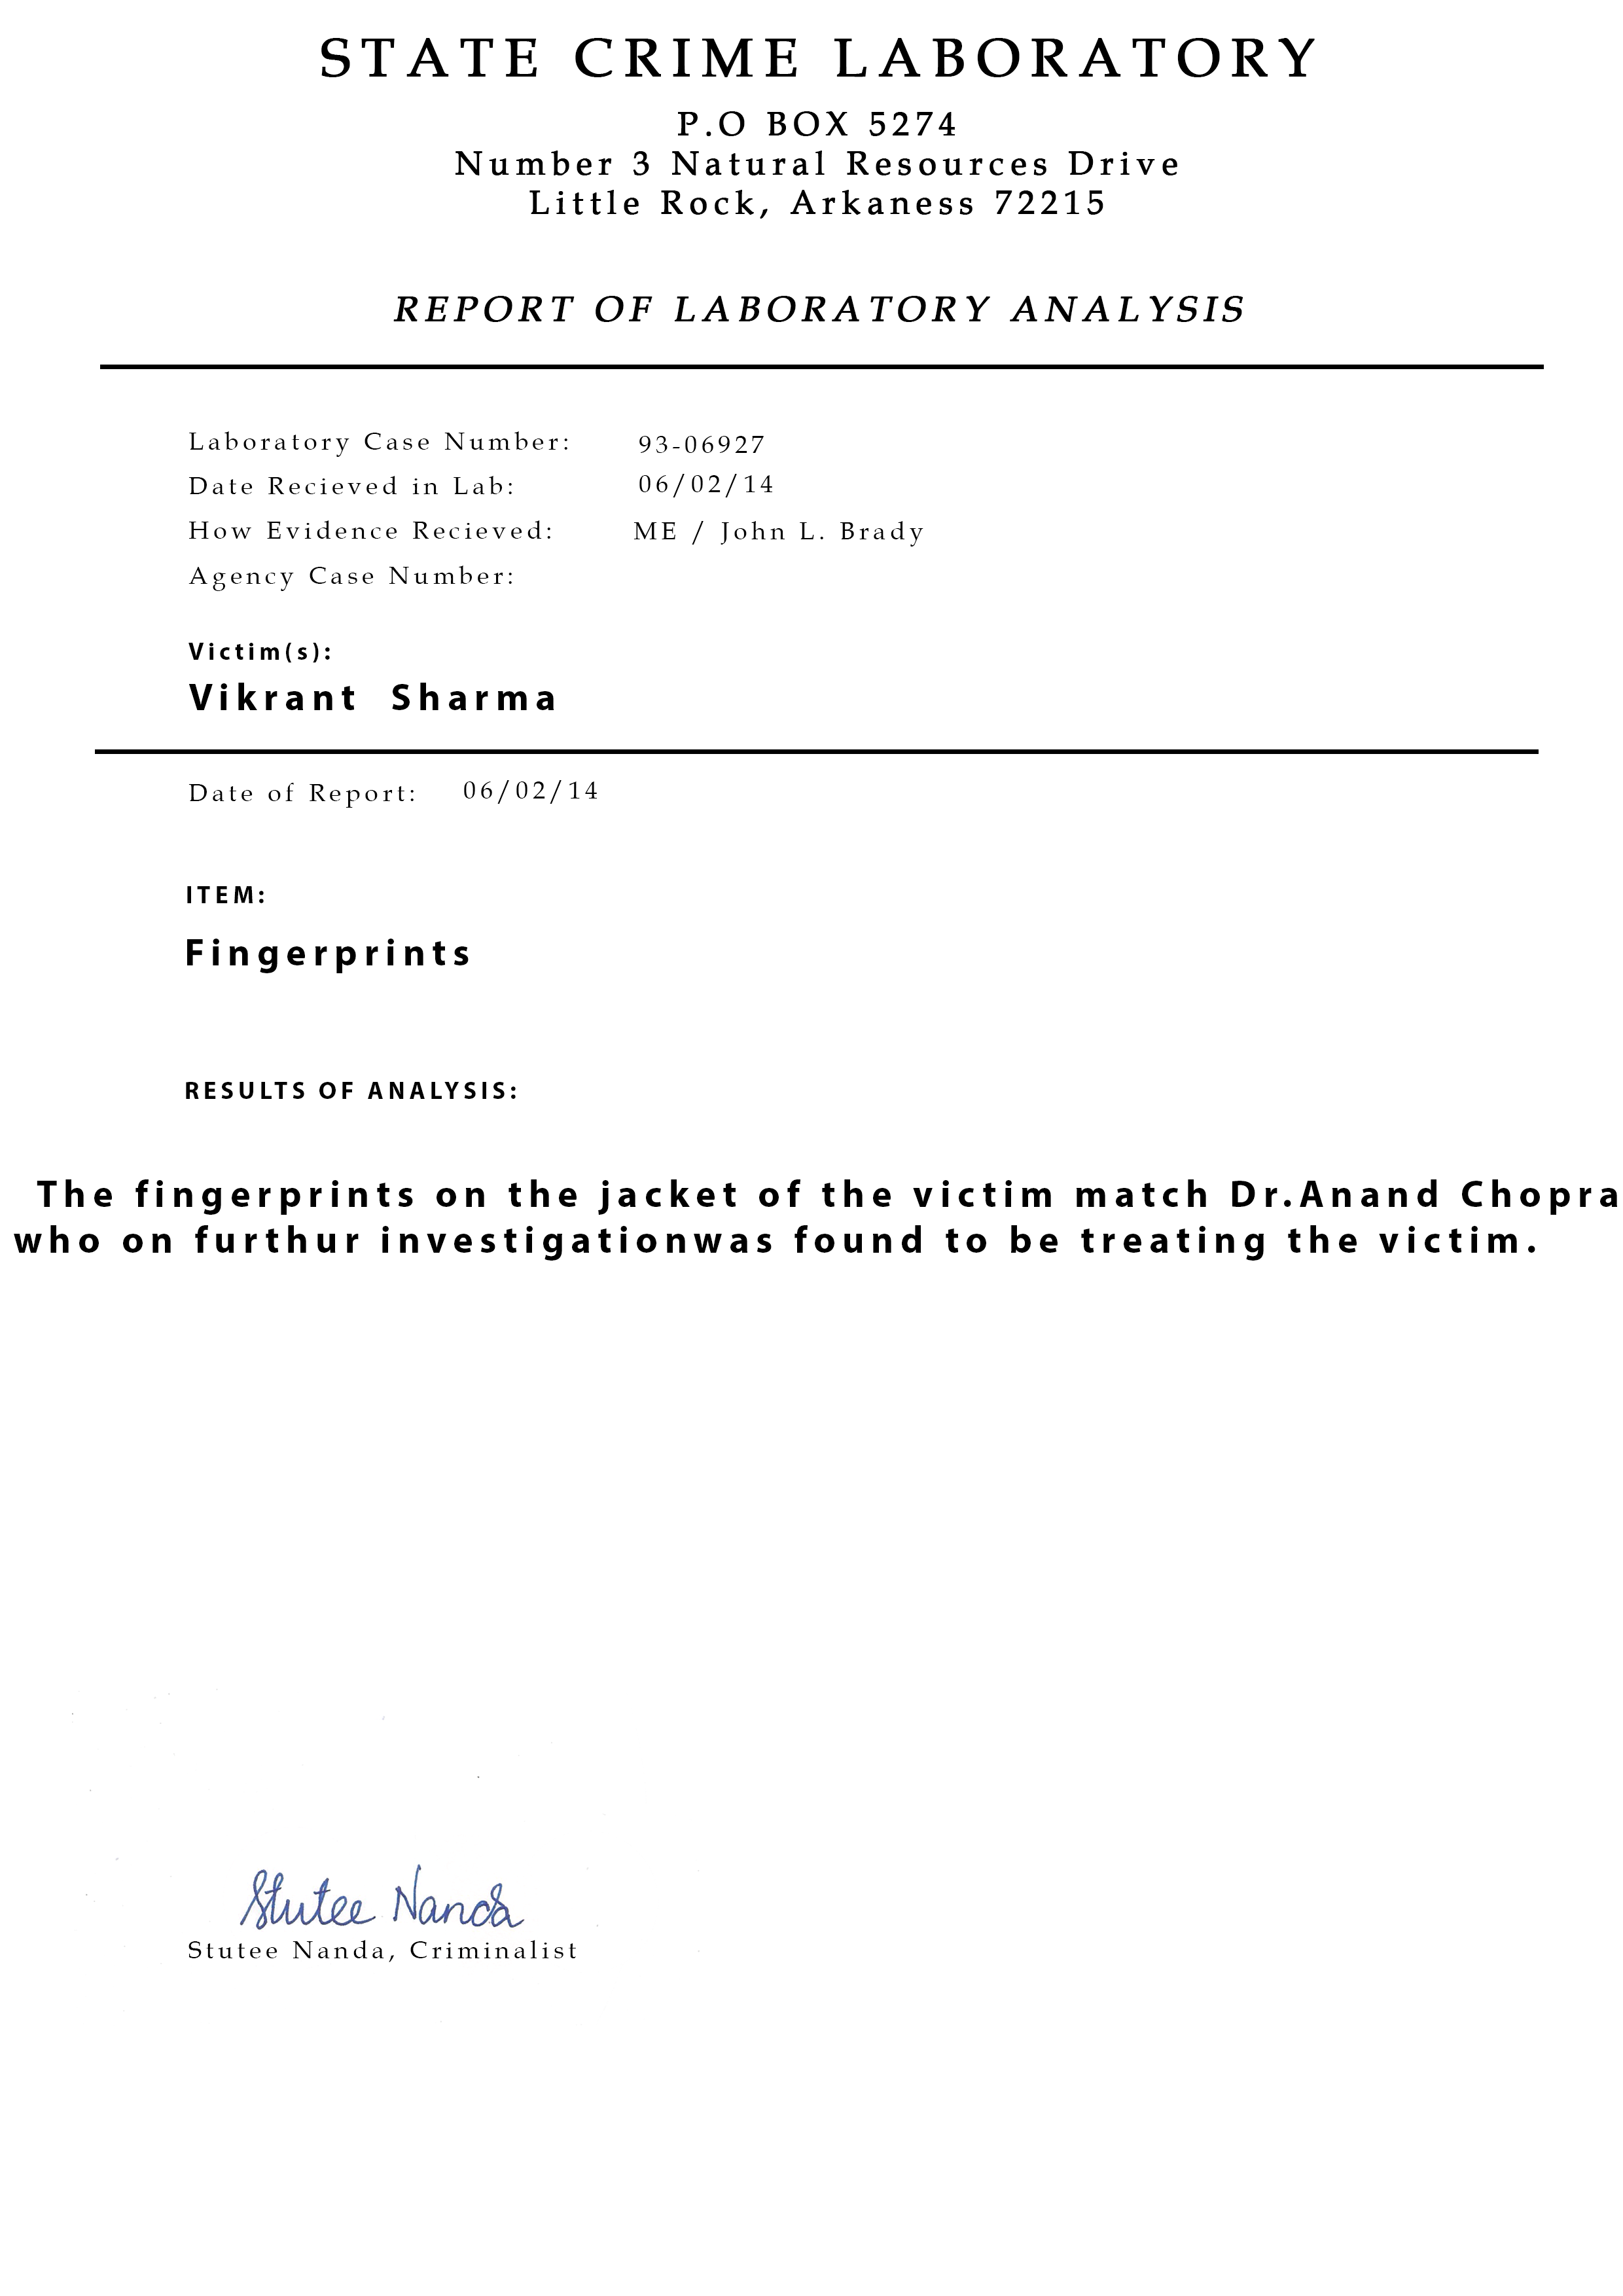 STATE CRIME LABORATORY
P.O BOX 5274
Number 3 Natural Resources Drive
Little Rock, Arkaness 72215
REPORT OF LABORATORY ANALYSIS
Laboratory Case Number: 93-06927
Date Recieved in Lab: 06/02/14
How Evidence Recieved: ME / John L. Brady
Agency Case Number:
Victim(s):
Vikrant Sharma
Date of Report: 06/02/14
ITEM:
Fingerprints
RESULTS OF ANALYSIS:
The fingerprints on the jacket of the victim match Dr.Anand Chopra
who on furthur investigationwas found to be treating the victim.
Stutee Nanda
Stutee Nanda, Criminalist